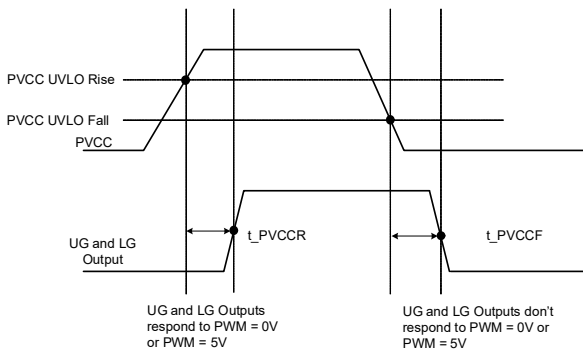 PVCC UVLO Rise
PVCC UVLO Fall
PVCC
t_PVCCR
t_PVCCF
UG and LG
Output
UG and LG Outputs
respond to PWM = 0V
or PWM = 5V
UG and LG Outputs don't
respond to PWM = 0V or
PWM = 5V